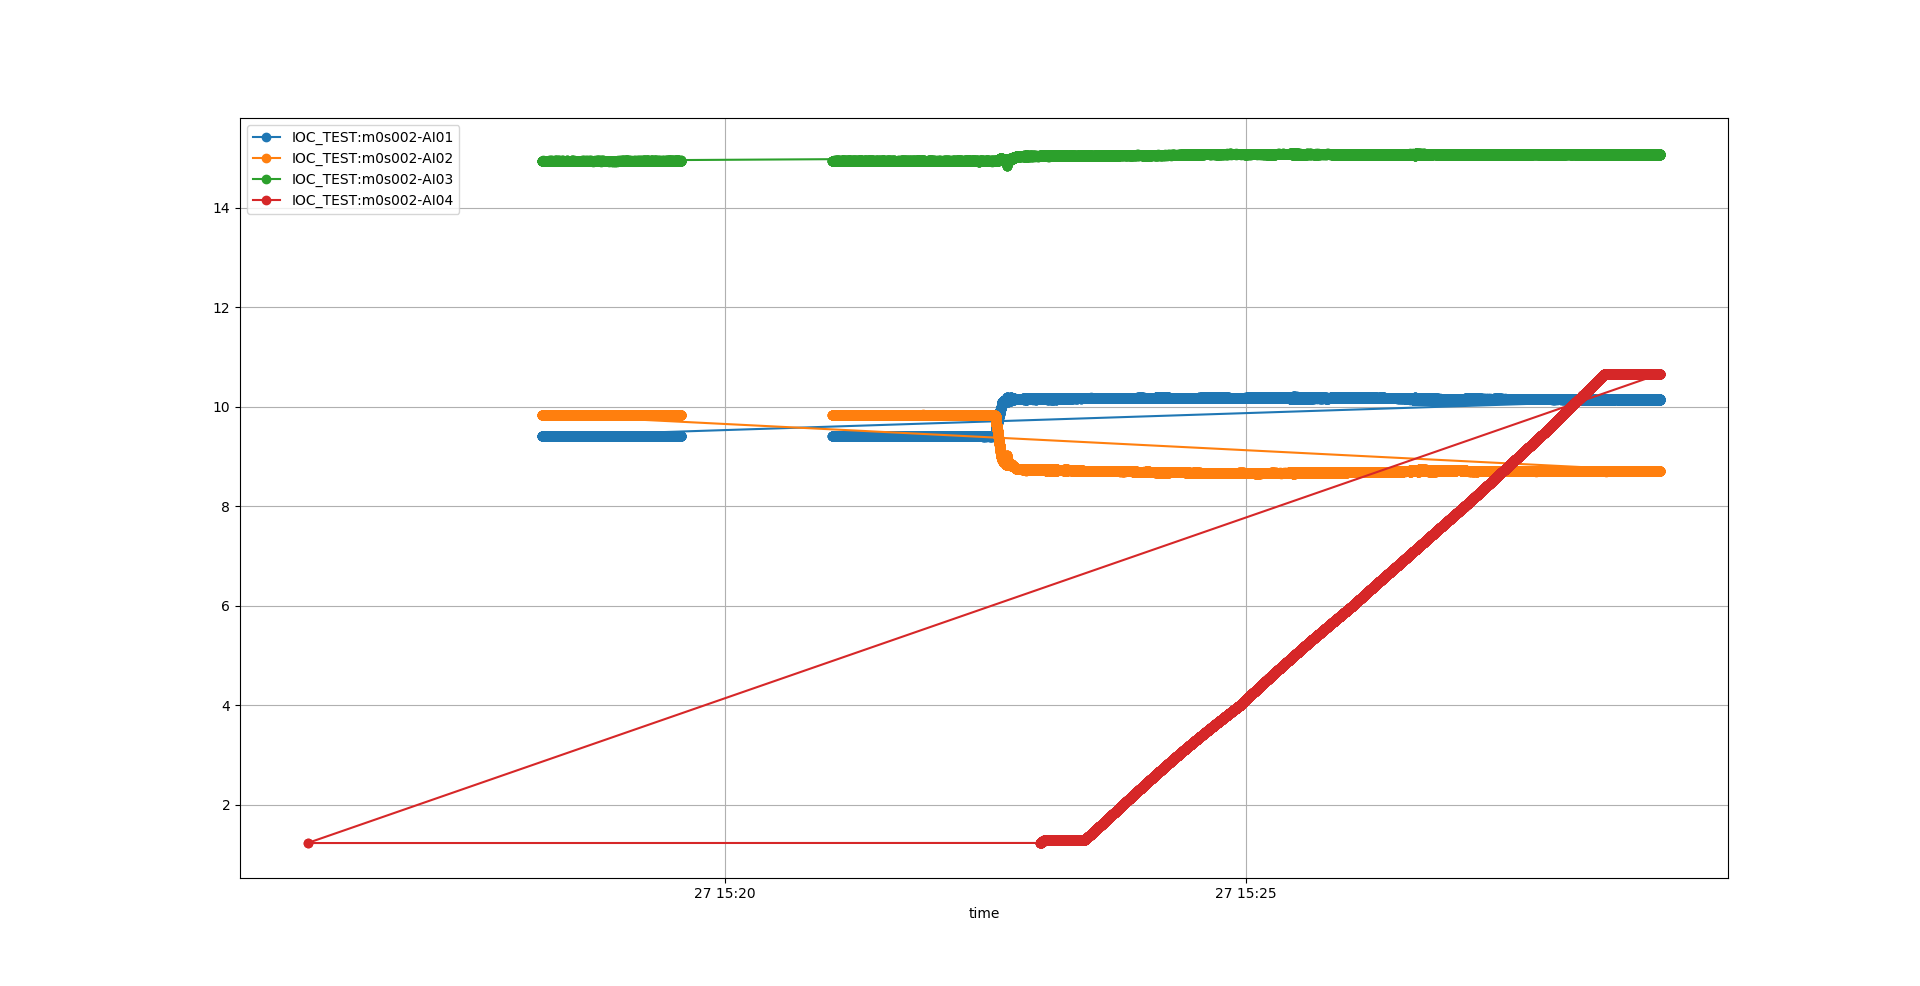 IOC_TEST:m0s002-AI01
IOC_TEST:m0s002-AI02
IOC_TEST:m0s002-AI03
IOC_TEST:m0s002-AI04
14
12
10
8
6
4
2
27 15:20 27 15:25
time